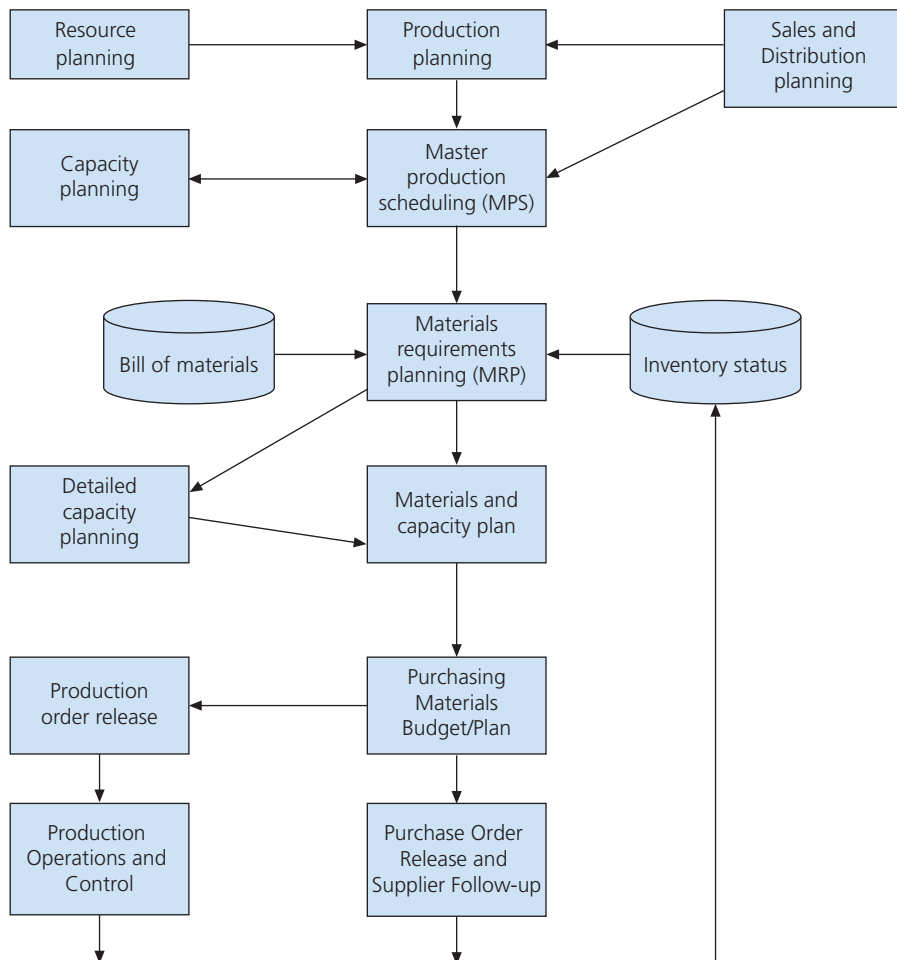 Resource
planning
Production
planning
Sales and
Distribution
planning
Capacity
planning
Master
production
scheduling (MPS)
Bill of materials
Materials
requirements
planning (MRP)
Inventory status
Detailed
capacity
planning
Materials and
capacity plan
Production
order release
Purchasing
Materials
Budget/Plan
Production
Operations and
Control
Purchase Order
Release and
Supplier Follow-up